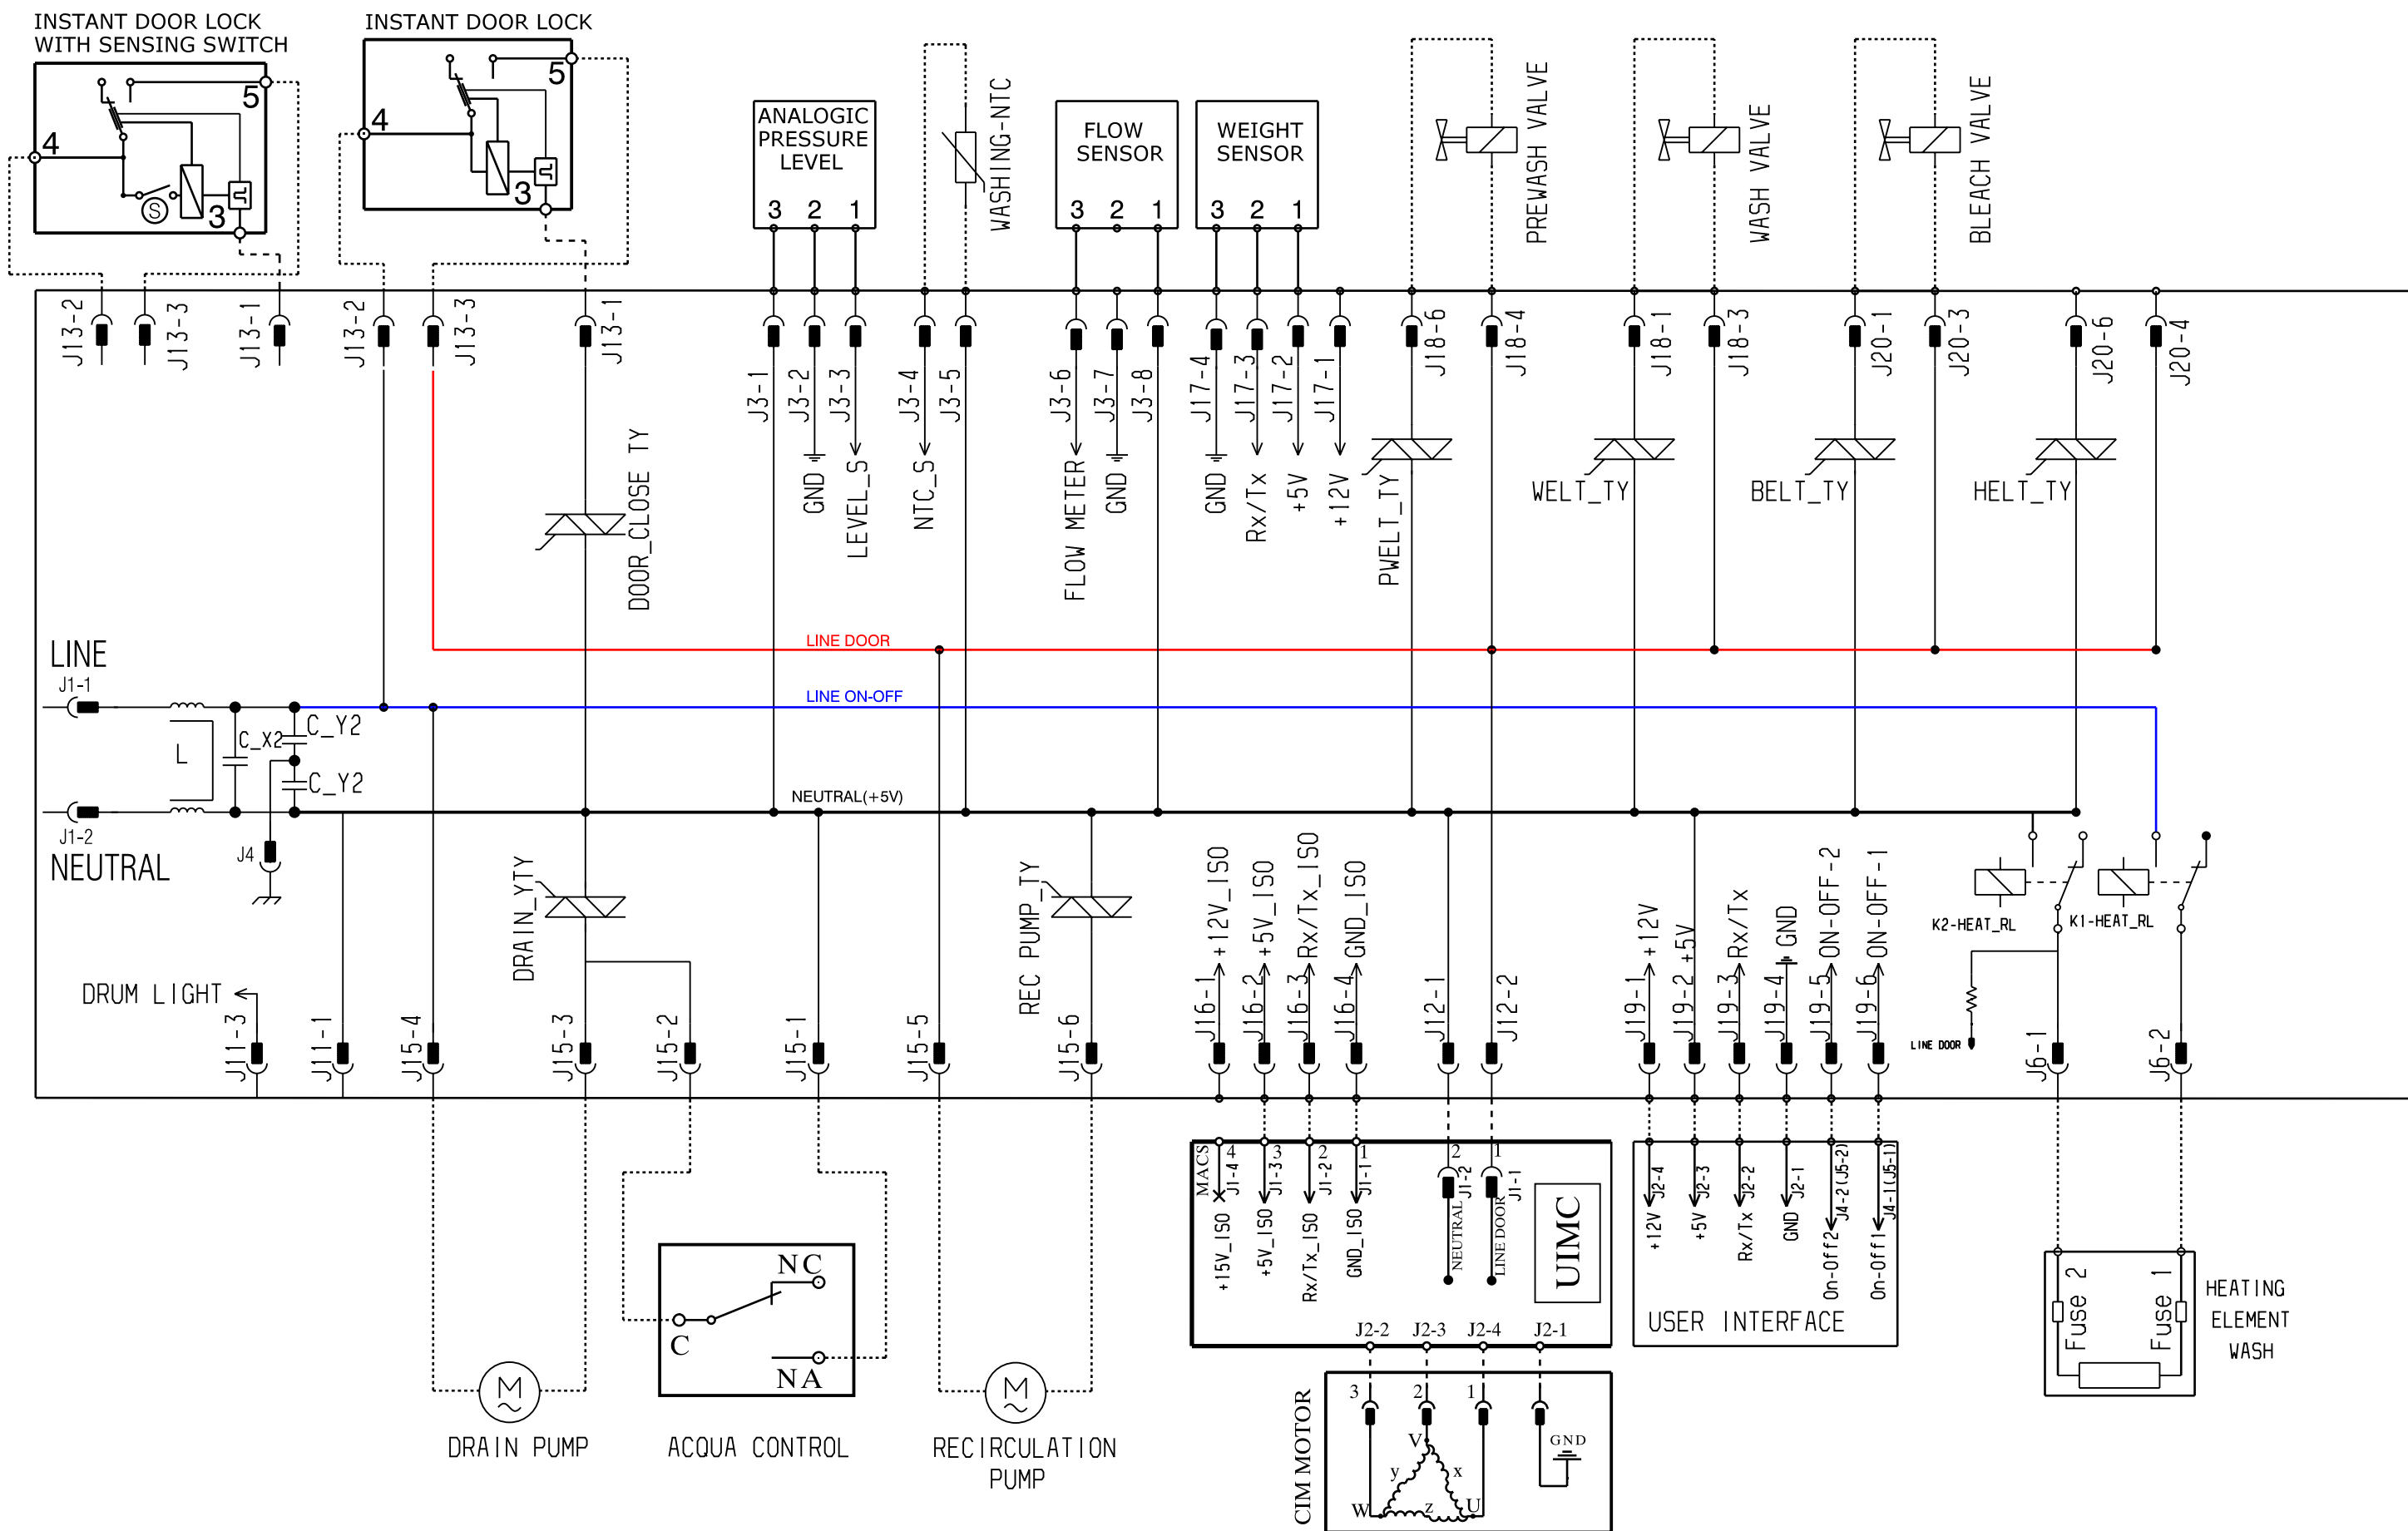 INSTANT DOOR LOCK
WITH SENSING SWITCH
INSTANT DOOR LOCK
5
4
S
3
5
4
3
ANALOGIC
PRESSURE
LEVEL
3 2 1
WASHING-NTC
FLOW
SENSOR
3 2 1
WEIGHT
SENSOR
3 2 1
PREWASH VALVE
WASH VALVE
BLEACH VALVE
J13-2
J13-3
J13-1
J13-2
J13-3
J13-1
J3-1
J3-2
J3-3
J3-4
J3-5
J3-6
J3-7
J3-8
J17-4
J17-3
J17-2
J17-1
J18-6
J18-4
J18-1
J18-3
J20-1
J20-3
J20-6
J20-4
DOOR_CLOSE TY
GND
LEVEL_S
NTC_S
FLOW METER
GND
GND
Rx/Tx
+5V
+12V
PWELT_TY
WELT_TY
BELT_TY
HELT_TY
LINE DOOR
LINE
J1-1
LINE ON-OFF
L
C_X2
C_Y2
C_Y2
NEUTRAL(+5V)
J1-2
NEUTRAL
J4
DRAIN_YTY
REC PUMP_TY
+12V_ISO
+5V_ISO
Rx/Tx_ISO
GND_ISO
+12V
+5V
Rx/Tx
GND
ON-OFF-2
ON-OFF-1
K2-HEAT_RL
K1-HEAT_RL
LINE DOOR
DRUM LIGHT
J11-3
J11-1
J15-4
J15-3
J15-2
J15-1
J15-5
J15-6
J16-1
J16-2
J16-3
J16-4
J12-1
J12-2
J19-1
J19-2
J19-3
J19-4
J19-5
J19-6
J6-1
J6-2
MACS
4
J1-4
3
J1-3
2
J1-2
1
J1-1
2
J1-2
1
J1-1
+15V_ISO
+5V_ISO
Rx/Tx_ISO
GND_ISO
NEUTRAL
LINE DOOR
UIMC
J2-2 J2-3 J2-4 J2-1
J2-4
J2-3
J2-2
J2-1
J4-2(J5-2)
J4-1(J5-1)
+12V
+5V
Rx/Tx
GND
On-Off2
On-Off1
USER INTERFACE
Fuse 2
Fuse 1
HEATING
ELEMENT
WASH
NC
C
NA
M
M
DRAIN PUMP
ACQUA CONTROL
RECIRCULATION
PUMP
CIM MOTOR
3 2 1
V
y
x
W
z
U
GND